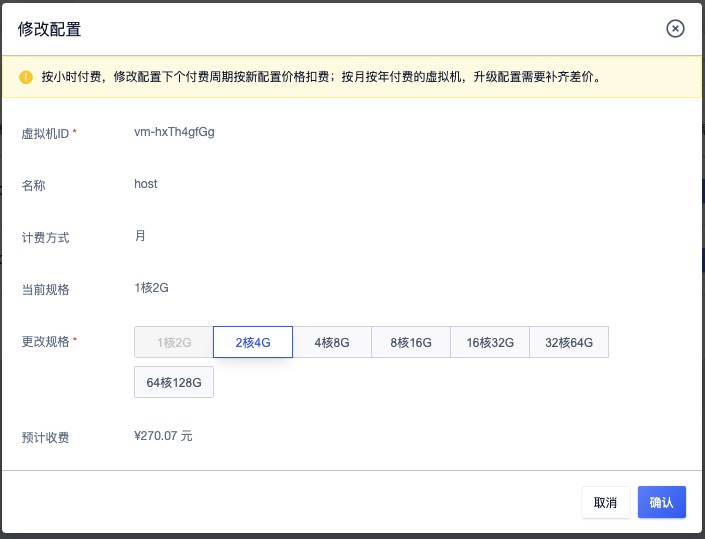 修改配置
按小时付费，修改配置下个付费周期按新配置价格扣费；按月按年付费的虚拟机，升级配置需要补齐差价。
虚拟机ID * vm-hxTh4gfGg
名称 host
计费方式 月
当前规格 1核2G
更改规格 * 1核2G 2核4G 4核8G 8核16G 16核32G 32核64G
64核128G
预计收费 ¥270.07 元
取消 确认